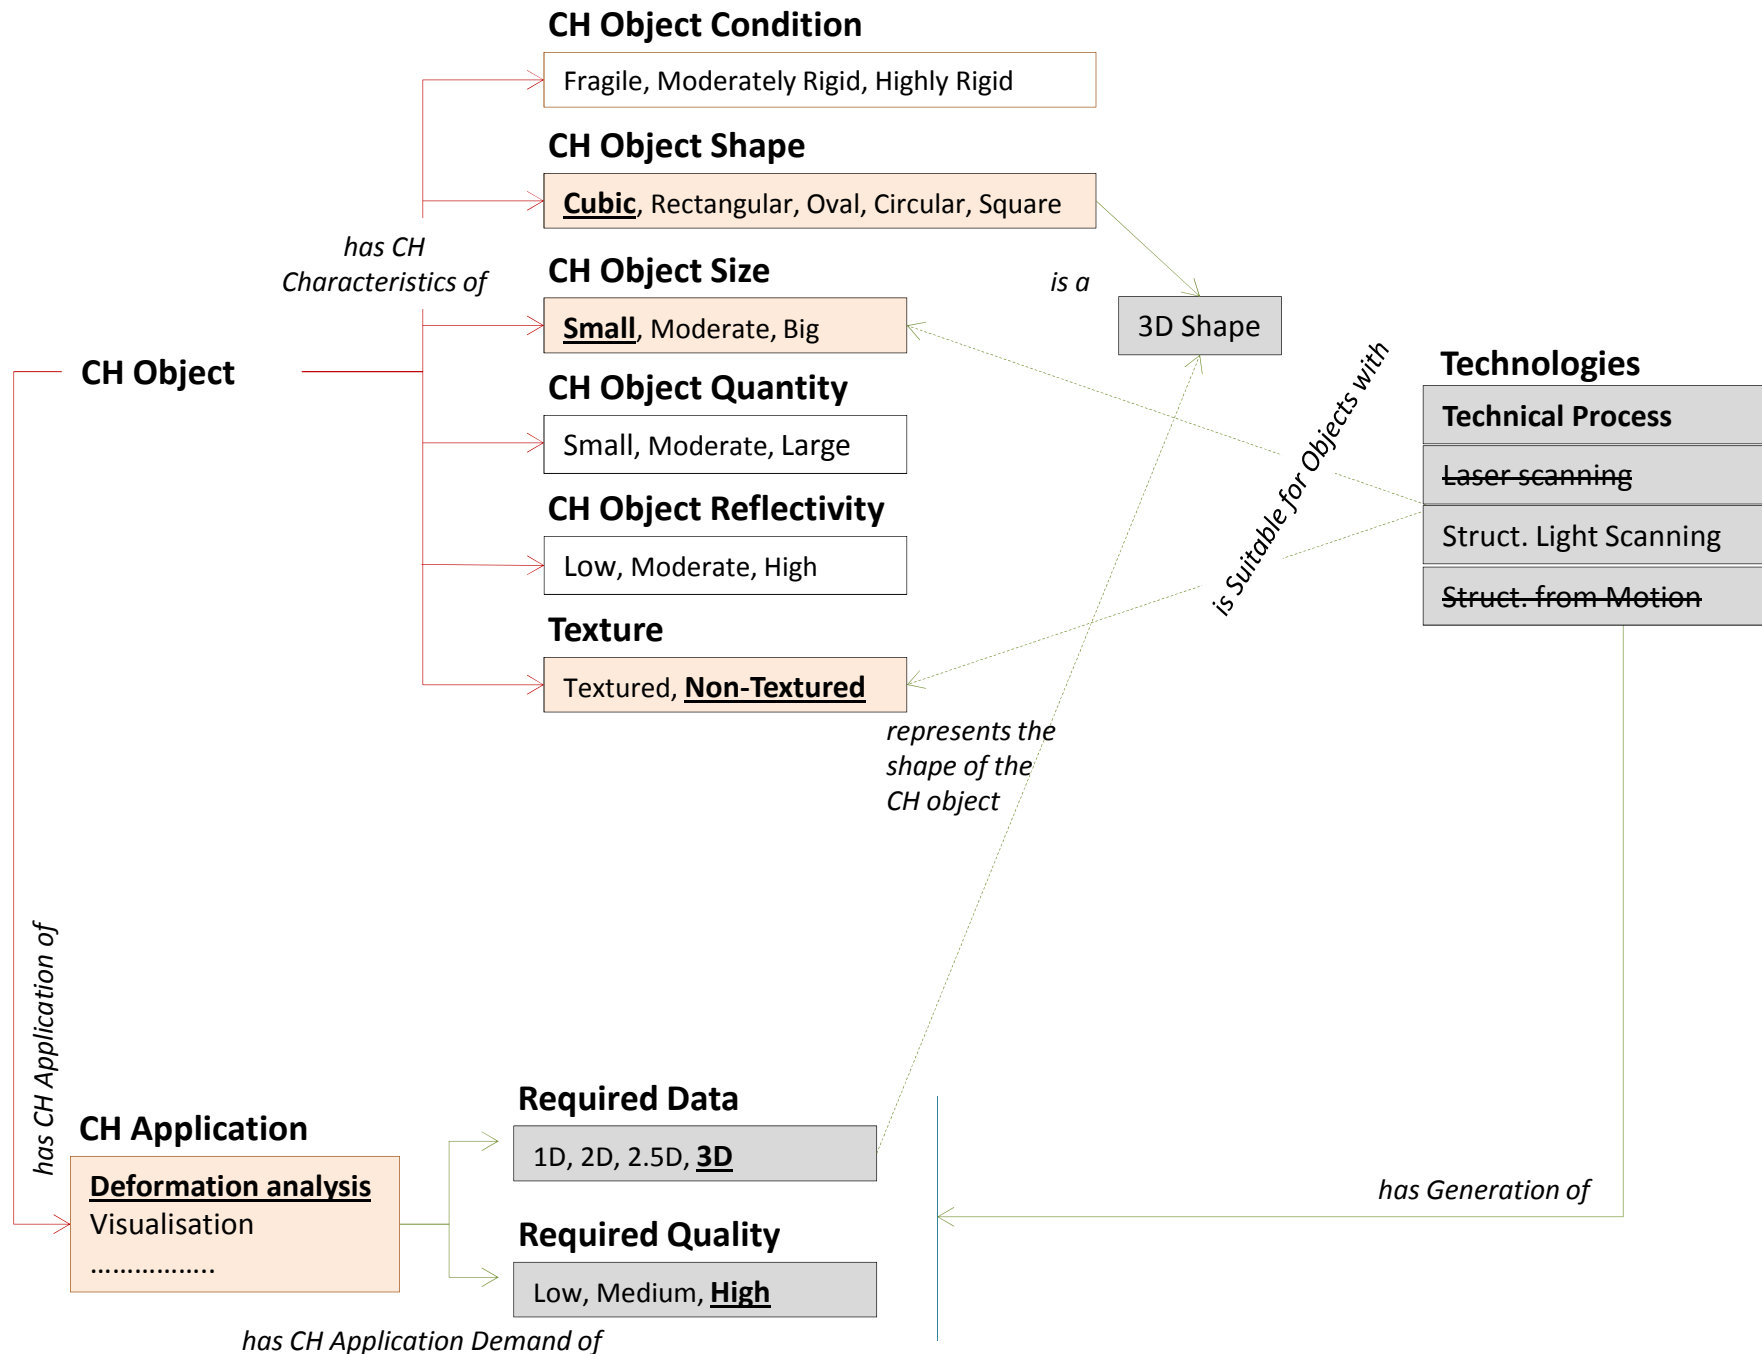 CH Object Condition
Fragile, Moderately Rigid, Highly Rigid
CH Object Shape
Cubic, Rectangular, Oval, Circular, Square
has CH
Characteristics of
CH Object Size
Small, Moderate, Big
is a
3D Shape
CH Object
CH Object Quantity
Small, Moderate, Large
CH Object Reflectivity
Low, Moderate, High
Texture
Textured, Non-Textured
is Suitable for Objects with
Technologies
Technical Process
Laser scanning
Struct. Light Scanning
Struct. from Motion
represents the
shape of the
CH object
has CH Application of
CH Application
Deformation analysis
Visualisation
................
Required Data
1D, 2D, 2.5D, 3D
Required Quality
Low, Medium, High
has Generation of
has CH Application Demand of